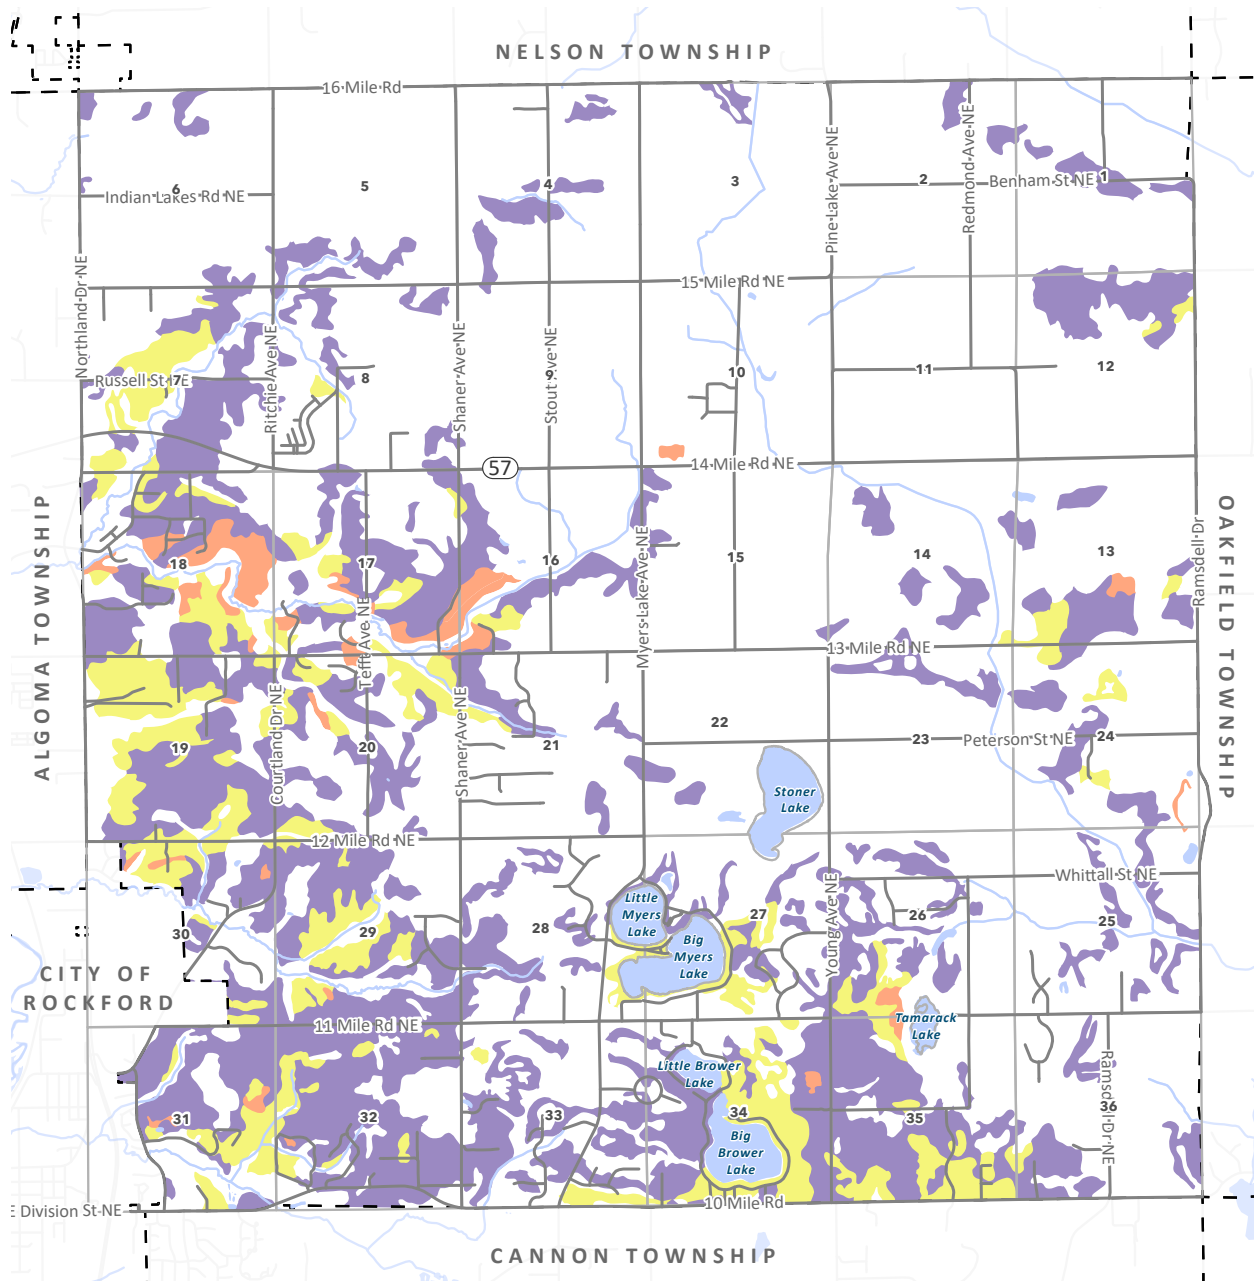 NELSON TOWNSHIP
16 Mile Rd
Pine Lake Ave NE
Redmond Ave NE
6
5
4
3
2
1
Indian Lakes Rd NE
Benham St NE
Northland Dr NE
15 Mile Rd NE
Ritchie Ave NE
Shaner Ave NE
Stout Ave NE
Russell St NE
7
8
9
10
11
12
57
14 Mile Rd NE
ALGOMA TOWNSHIP
OAKFIELD TOWNSHIP
Ramsdell Dr
18
17
16
15
14
13
Tefft Ave NE
Myers Lake Ave NE
13 Mile Rd NE
Courtland Dr NE
Shaner Ave NE
19
20
21
22
23
Peterson St NE
24
Stoner
Lake
12 Mile Rd NE
Whittall St NE
Young Ave NE
30
29
28
27
26
25
Little
Myers
Lake
Big
Myers
Lake
CITY OF
ROCKFORD
11 Mile Rd NE
Tamarack
Lake
Little Brower
Lake
Ramsdell Dr NE
31
32
33
34
35
36
Big
Brower
Lake
10 Mile Rd
E Division St NE
CANNON TOWNSHIP